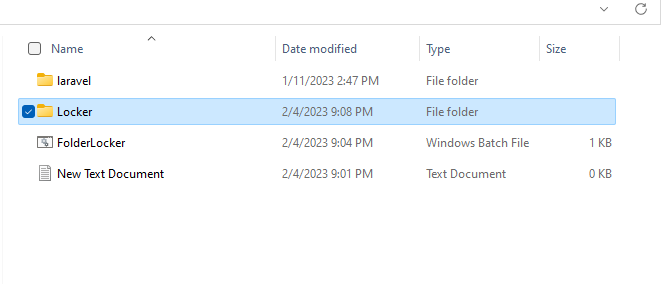 Name Date modified Type Size
laravel 1/11/2023 2:47 PM File folder
Locker 2/4/2023 9:08 PM File folder
FolderLocker 2/4/2023 9:04 PM Windows Batch File 1 KB
New Text Document 2/4/2023 9:01 PM Text Document 0 KB